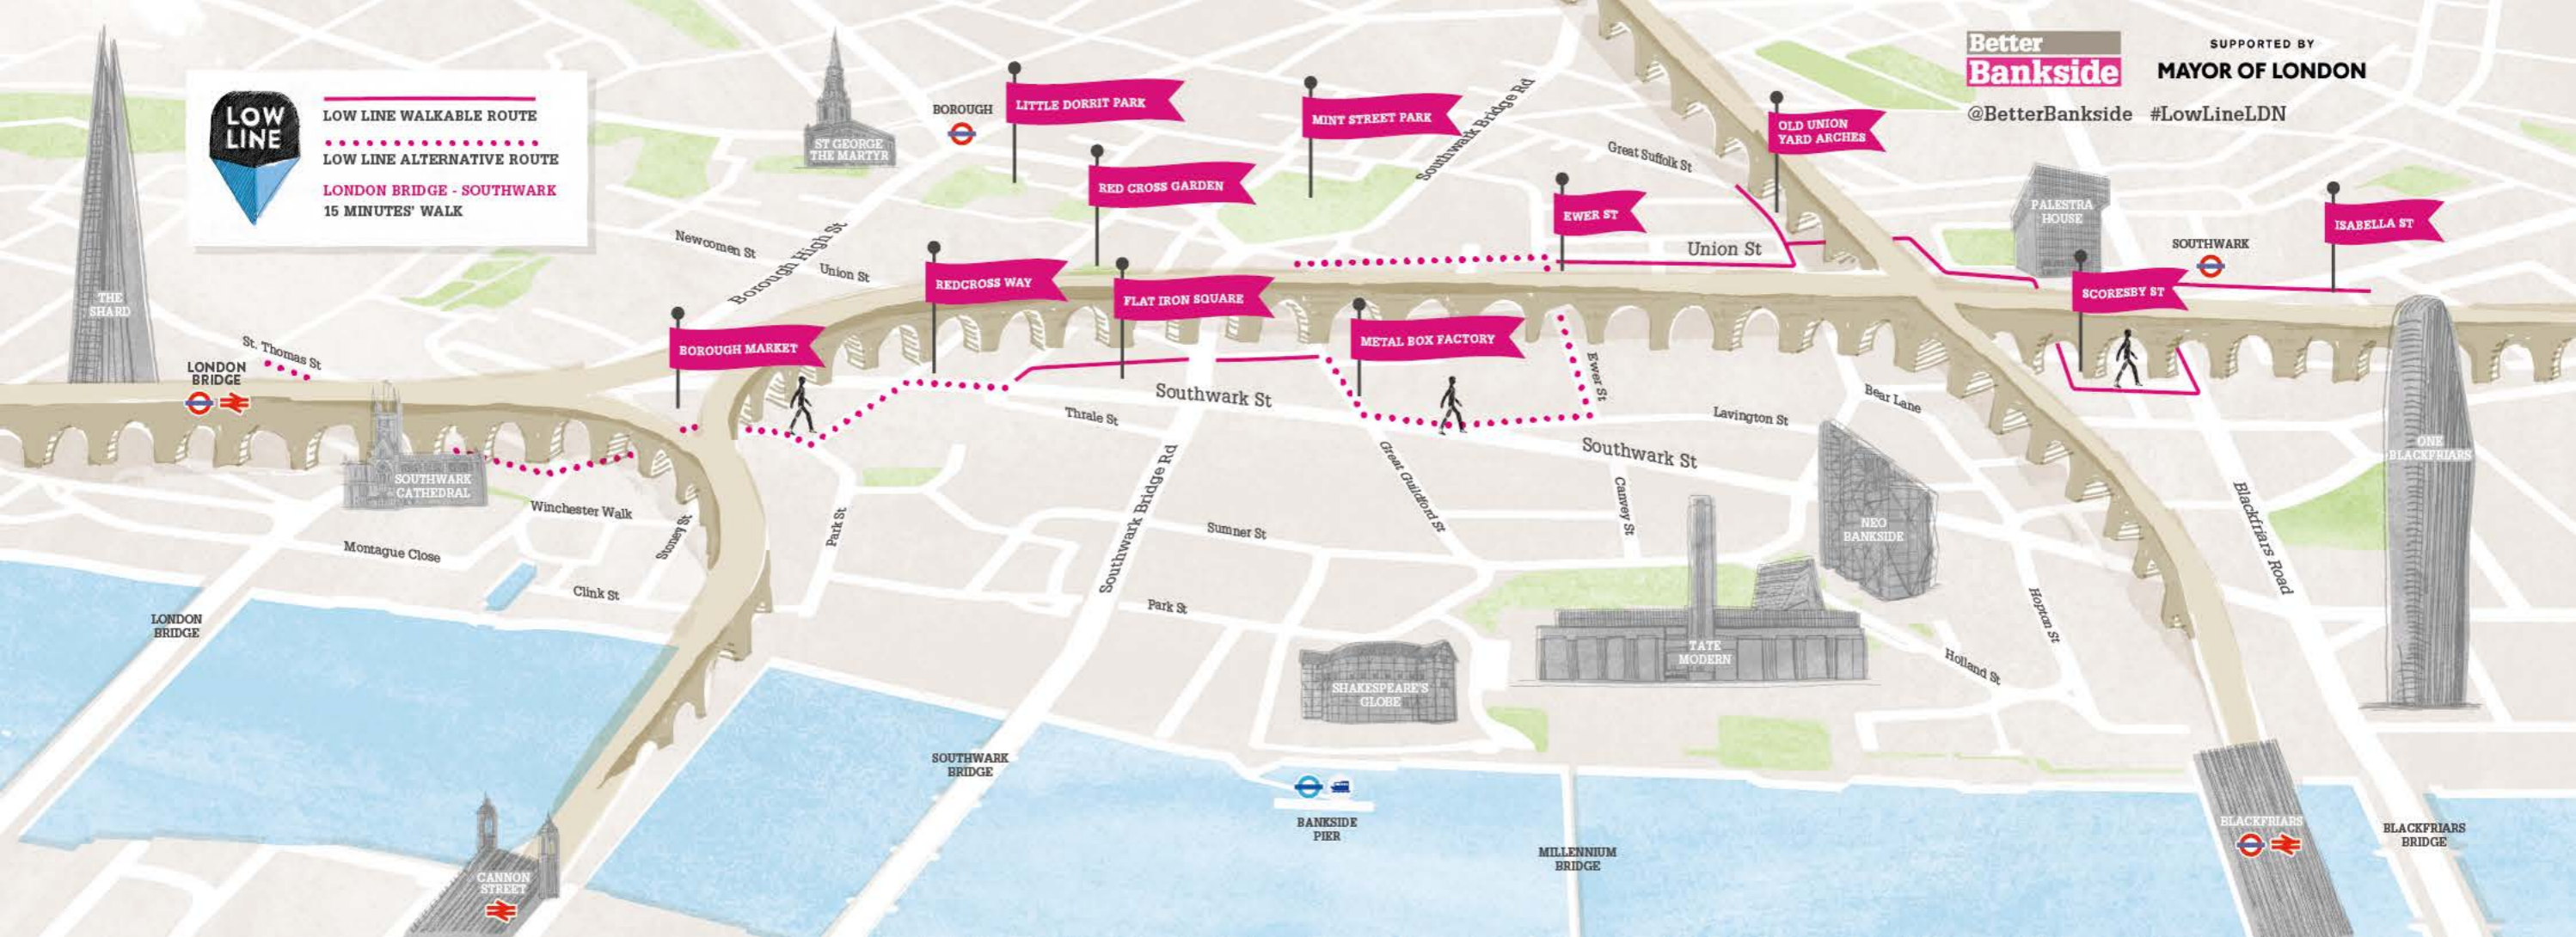 LOW
LINE
LOW LINE WALKABLE ROUTE
LOW LINE ALTERNATIVE ROUTE
LONDON BRIDGE - SOUTHWARK
15 MINUTES' WALK
Better
Bankside
SUPPORTED BY
MAYOR OF LONDON
@BetterBankside #LowLineLDN
ST GEORGE
THE MARTYR
BOROUGH
LITTLE DORRIT PARK
MINT STREET PARK
Southwark Bridge Rd
OLD UNION
YARD ARCHES
Great Suffolk St
RED CROSS GARDEN
EWER ST
PALESTRA
HOUSE
ISABELLA ST
SOUTHWARK
Union St
Newcomen St
Borough High St
Union St
REDCROSS WAY
FLAT IRON SQUARE
SCORESBY ST
THE
SHARD
St. Thomas St
LONDON
BRIDGE
BOROUGH MARKET
METAL BOX FACTORY
Ewer St
Southwark St
Thrale St
Bear Lane
Lavington St
Southwark St
ONE
BLACKFRIARS
SOUTHWARK
CATHEDRAL
Winchester Walk
Stoney St
Park St
Southwark Bridge Rd
Great Guildford St
Canvey St
Sumner St
NEO
BANKSIDE
Blackfriars Road
Montague Close
Clink St
Park St
Hopton St
LONDON
BRIDGE
TATE
MODERN
Holland St
SHAKESPEARE'S
GLOBE
SOUTHWARK
BRIDGE
BANKSIDE
PIER
MILLENNIUM
BRIDGE
BLACKFRIARS
BLACKFRIARS
BRIDGE
CANNON
STREET